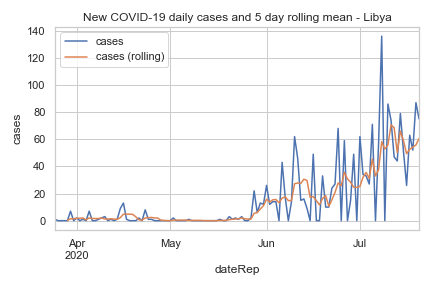 New COVID-19 daily cases and 5 day rolling mean - Libya
cases
cases (rolling)
140
120
100
80
60
40
20
0
cases
Apr
2020
May
Jun
Jul
dateRep